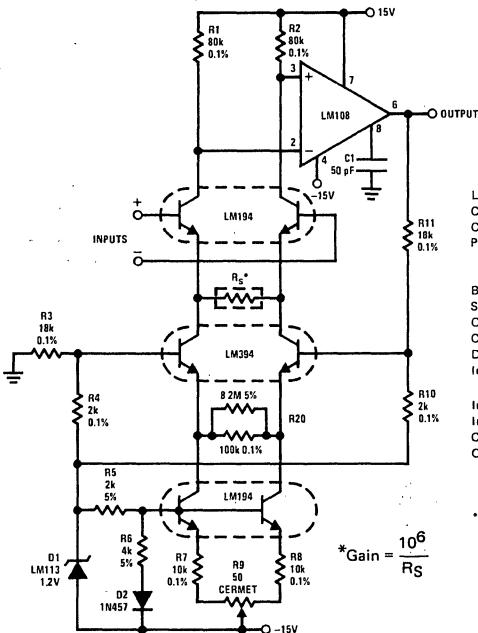 15V
R1
80k
0.1%
R2
80k
0.1%
3
+
7
LM108
6
OUTPUT
2
−
4
8
-15V
C1
50 pF
+
INPUTS
−
LM194
R11
18k
0.1%
RS*
R3
18k
0.1%
LM394
R4
2k
0.1%
R10
2k
0.1%
8 2M 5%
R20
100k 0.1%
R5
2k
5%
LM194
R6
4k
5%
D1
LM113
1.2V
D2
1N457
R7
10k
0.1%
R9
50
CERMET
R8
10k
0.1%
-15V
*Gain = 10^6 / RS
L
C
C
P
B
S
C
C
D
I
C
C